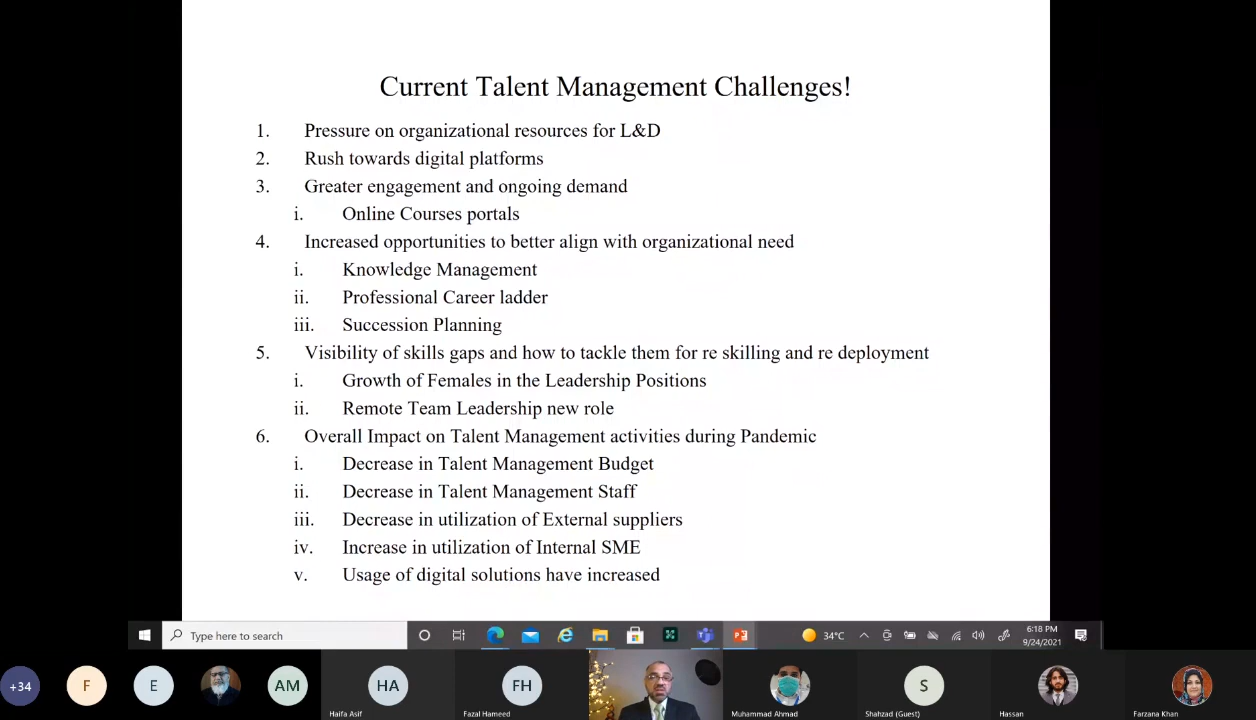 Current Talent Management Challenges!
1. Pressure on organizational resources for L&D
2. Rush towards digital platforms
3. Greater engagement and ongoing demand
i. Online Courses portals
4. Increased opportunities to better align with organizational need
i. Knowledge Management
ii. Professional Career ladder
iii. Succession Planning
5. Visibility of skills gaps and how to tackle them for re skilling and re deployment
i. Growth of Females in the Leadership Positions
ii. Remote Team Leadership new role
6. Overall Impact on Talent Management activities during Pandemic
i. Decrease in Talent Management Budget
ii. Decrease in Talent Management Staff
iii. Decrease in utilization of External suppliers
iv. Increase in utilization of Internal SME
v. Usage of digital solutions have increased
Type here to search
34°C
6:18 PM
9/24/2021
+34 F E AM HA FH S
Haifa Asif Fazal Hameed Muhammad Ahmad Shahzad (Guest) Hassan Farzana Khan